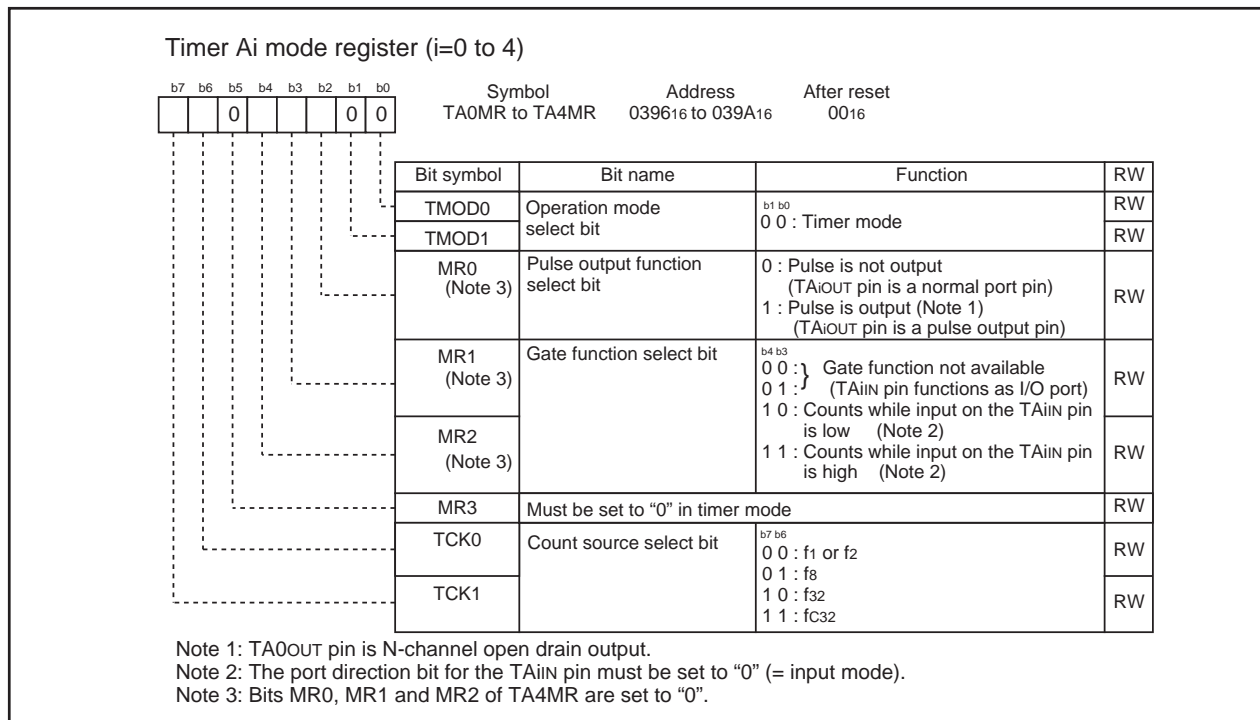 Timer Ai mode register (i=0 to 4)
b7 b6 b5 b4 b3 b2 b1 b0
0 0 0
Symbol Address After reset
TA0MR to TA4MR 039616 to 039A16 0016
Bit symbol Bit name Function RW
TMOD0 Operation mode select bit b1 b0 RW
0 0 : Timer mode
TMOD1 RW
MR0 (Note 3) Pulse output function select bit 0 : Pulse is not output
(TAiOUT pin is a normal port pin)
1 : Pulse is output (Note 1)
(TAiOUT pin is a pulse output pin)
RW
MR1 (Note 3) Gate function select bit b4 b3
0 0 : } Gate function not available
0 1 : (TAiIN pin functions as I/O port)
RW
1 0 : Counts while input on the TAiIN pin
is low (Note 2)
MR2 (Note 3) 1 1 : Counts while input on the TAiIN pin
is high (Note 2)
RW
MR3 Must be set to “0” in timer mode RW
TCK0 Count source select bit b7 b6
0 0 : f1 or f2 RW
0 1 : f8
TCK1 1 0 : f32 RW
1 1 : fC32
Note 1: TA0OUT pin is N-channel open drain output.
Note 2: The port direction bit for the TAiIN pin must be set to “0” (= input mode).
Note 3: Bits MR0, MR1 and MR2 of TA4MR are set to “0”.